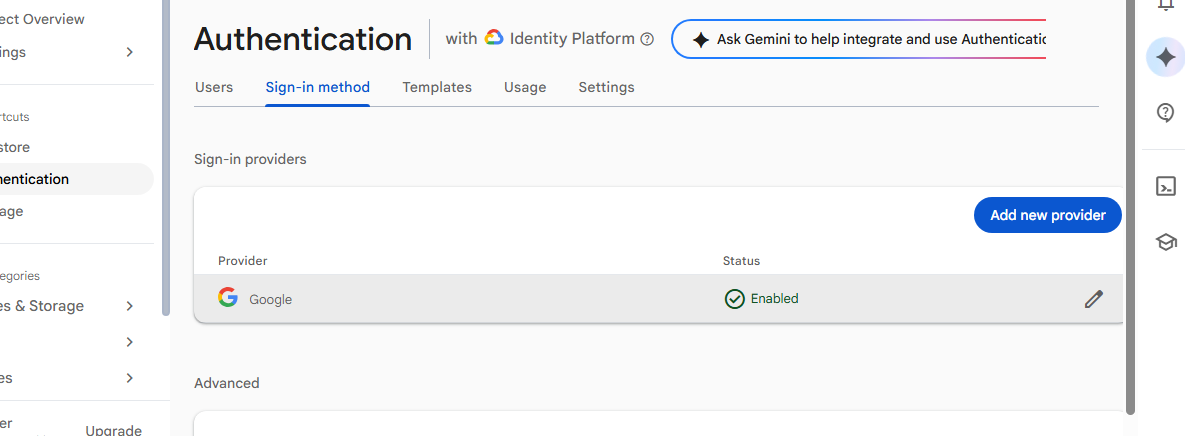 ect Overview
ings
rtcuts
store
nentication
age
egories
es & Storage
es
er
Upgrade
Authentication
with Identity Platform
Ask Gemini to help integrate and use Authenticatic
Users Sign-in method Templates Usage Settings
Sign-in providers
Add new provider
Provider Status
Google Enabled
Advanced